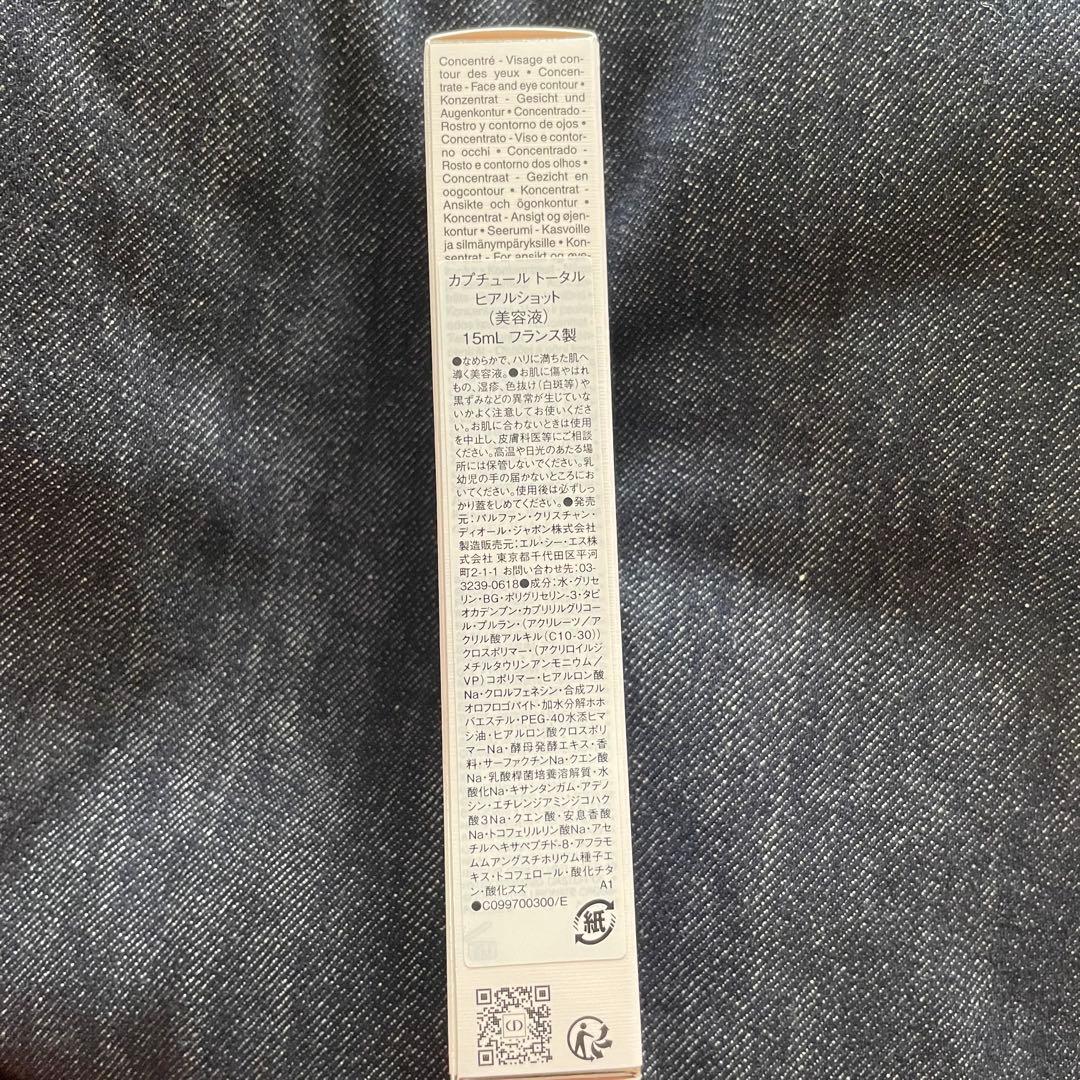 Concentré - Visage et con-
tour des yeux • Concen-
trate - Face and eye contour •
Konzentrat - Gesicht und
Augenkontur • Concentrado -
Rostro y contorno de ojos •
Concentrato - Viso e contor-
no occhi • Concentrado -
Rosto e contorno dos olhos •
Concentraat - Gezicht en
oogcontour • Koncentrat -
Ansikte och ögonkontur •
Koncentrat - Ansigt og øjen-
kontur • Seerumi - Kasvoille
ja silmänympäryksille • Kon-
sentrat - For ansikt og øye-
カプチュール トータル
ヒアルショット
(美容液)
15mL フランス製
●なめらかで、ハリに満ちた肌へ
導く美容液。●お肌に傷やはれ
もの、湿疹、色抜け(白斑等)や
黒ずみなどの異常が生じていな
いかよく注意してお使いくださ
い。お肌に合わないときは使用
を中止し、皮膚科医等にご相談
ください。高温や日光のあたる場
所には保管しないでください。乳
幼児の手の届かないところにお
いてください。使用後は必ずしっ
かり蓋をしめてください。●発売
元:パルファン・クリスチャン・
ディオール・ジャポン株式会社
製造販売元:エル・シー・エス株
式会社 東京都千代田区平河
町2-1-1 お問い合わせ先:03-
3239-0618●成分:水・グリセ
リン・BG・ポリグリセリン-3・タピ
オカデンプン・カプリリルグリコー
ル・プルラン・(アクリレーツ/ア
クリル酸アルキル(C10-30))
クロスポリマー・(アクリロイルジ
メチルタウリンアンモニウム/
VP)コポリマー・ヒアルロン酸
Na・クロルフェネシン・合成フル
オロフロゴパイト・加水分解ホホ
バエステル・PEG-40水添ヒマ
シ油・ヒアルロン酸クロスポリ
マーNa・酵母発酵エキス・香
料・サーファクチンNa・クエン酸
Na・乳酸桿菌培養溶解質・水
酸化Na・キサンタンガム・アデノ
シン・エチレンジアミンジコハク
酸3Na・クエン酸・安息香酸
Na・トコフェリルリン酸Na・アセ
チルヘキサペプチド-8・アフラモ
ムムアングスチホリウム種子エ
キス・トコフェロール・酸化チタ
ン・酸化スズ A1
●C099700300/E
紙